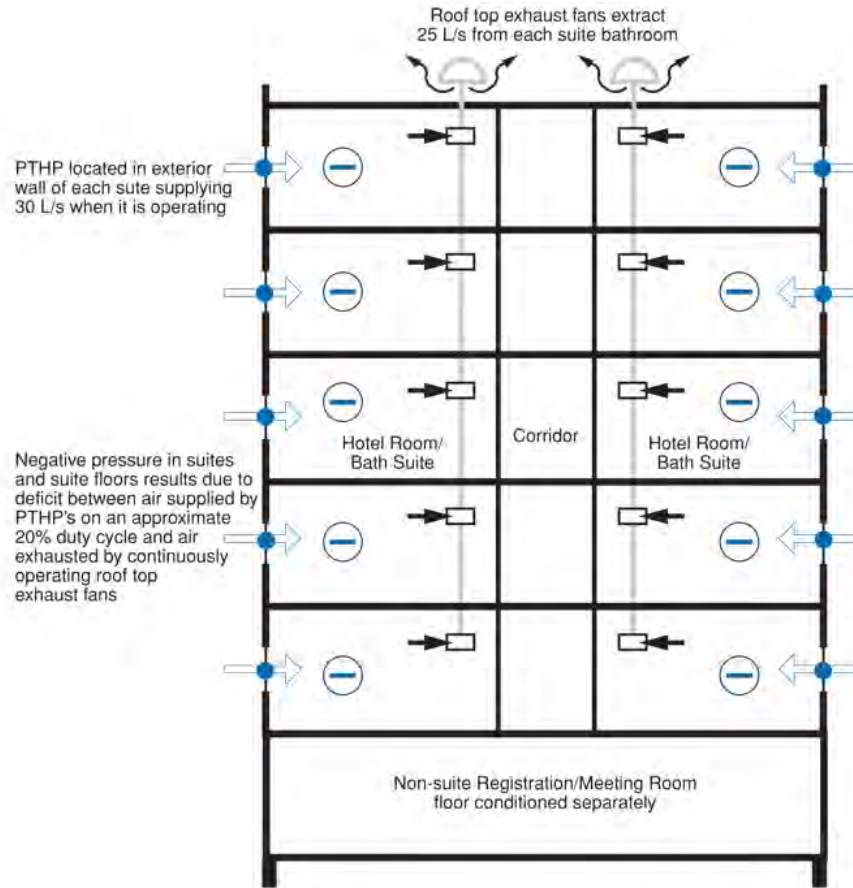 Roof top exhaust fans extract
25 L/s from each suite bathroom
PTHP located in exterior
wall of each sute supplying
30 L/s when it is operating
Hotel Room/
Bath Suite
Corridor
Hotel Room/
Bath Suite
Negative pressure in suites
and suite floors results due to
deficit between air supplied by
PTHP's on an approximate
20% duty cycle and air
exhausted by continuously
operating roof top
exhaust fans
Non-suite Registration/Meeting Room
floor conditioned separately